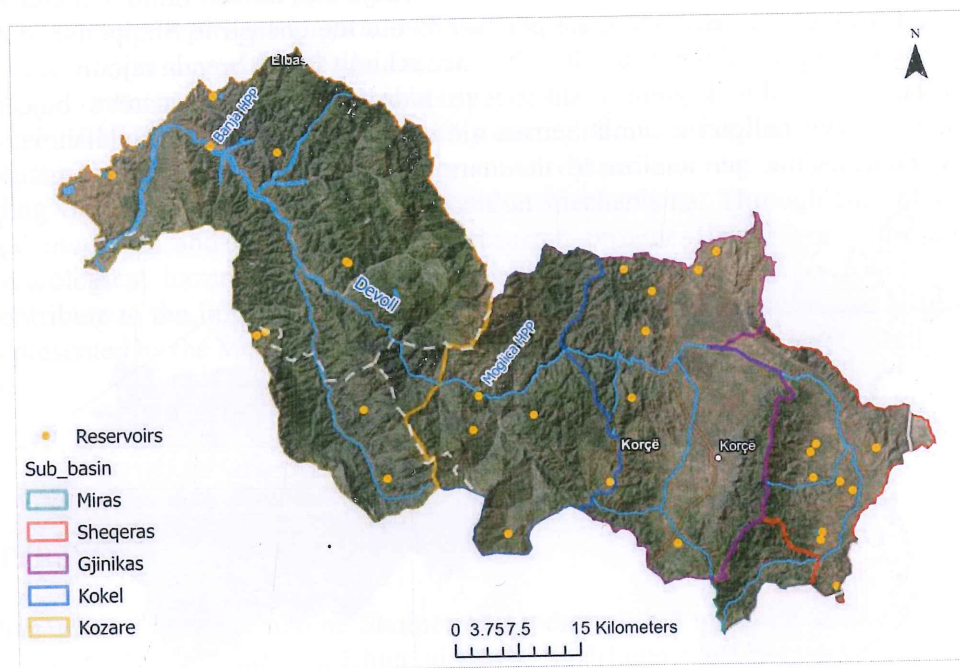 N
Elbas
Banja HPP
Devoll
Moglica HPP
Korçë
Korçë
Reservoirs
Sub_basin
Miras
Sheqeras
Gjinikas
Kokel
Kozare
0 3.757.5 15 Kilometers